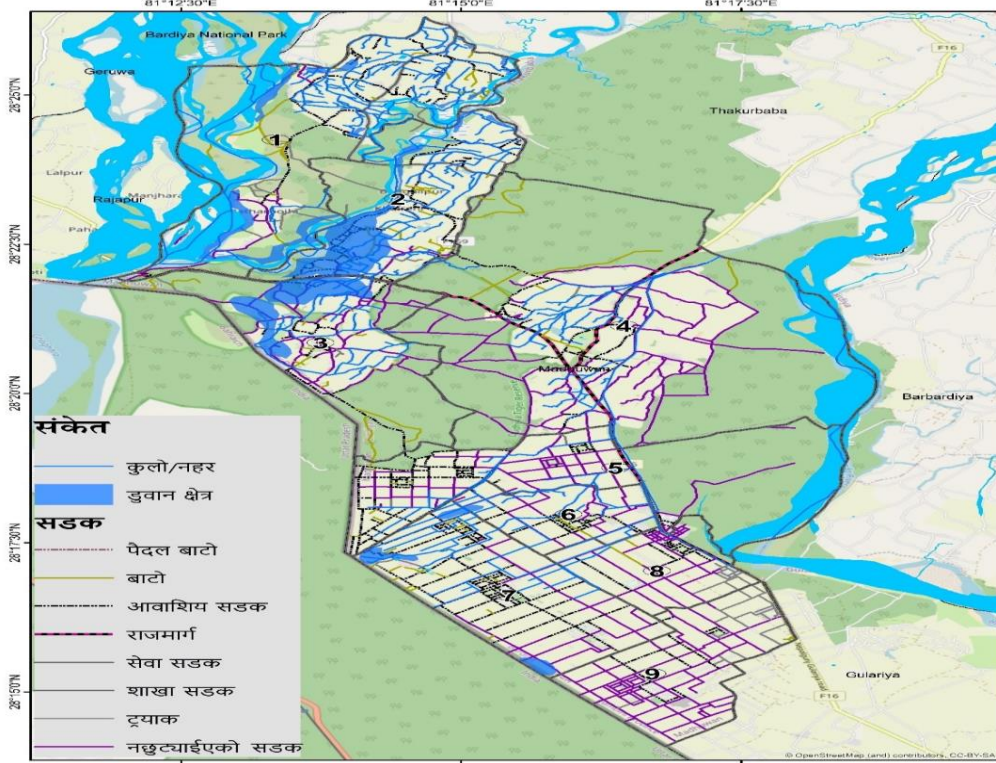 81°12'30"E 81°15'0"E 81°17'30"E
Bardiya National Park
F16
Geruwa
28°25'0"N
Thakurbaba
1
Lalpur
Manjhara
2
Rajapur
28°22'30"N
4
3
28°20'0"N
Barbardiya
संकेत
कुलो/नहर
डुवान क्षेत्र
सडक
पैदल बाटो
बाटो
आवाशिय सडक
राजमार्ग
सेवा सडक
शाखा सडक
ट्रयाक
नछुट्याईएको सडक
5
6
28°17'30"N
8
7
9
Gulariya
28°15'0"N
F16
© OpenStreetMap (and) contributors, CC-BY-SA